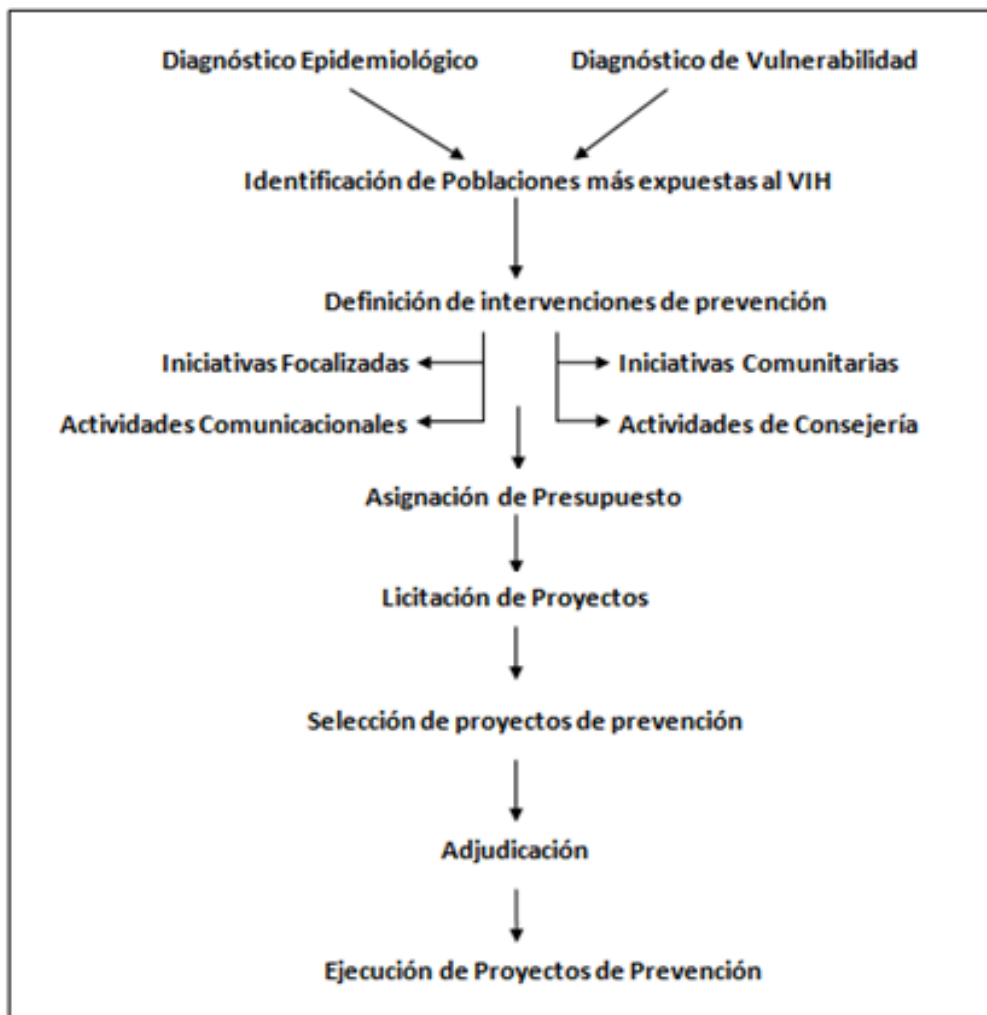 Diagnóstico Epidemiológico
Diagnóstico de Vulnerabilidad
Identificación de Poblaciones más expuestas al VIH
Definición de intervenciones de prevención
Iniciativas Focalizadas
Iniciativas Comunitarias
Actividades Comunicacionales
Actividades de Consejería
Asignación de Presupuesto
Licitación de Proyectos
Selección de proyectos de prevención
Adjudicación
Ejecución de Proyectos de Prevención